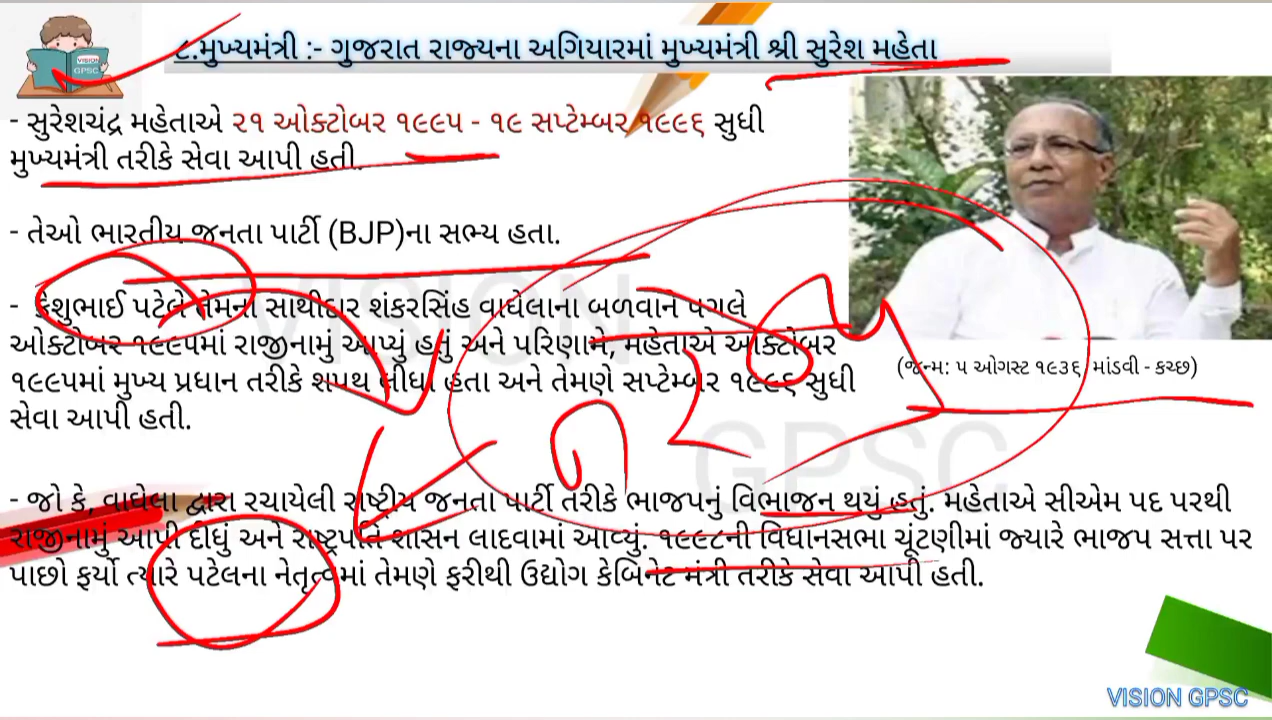 VISION
GPSC
૮.મુખ્યમંત્રી :- ગુજરાત રાજ્યના અગિયારમાં મુખ્યમંત્રી શ્રી સુરેશ મહેતા
- સુરેશચંદ્ર મહેતાએ ૨૧ ઓક્ટોબર ૧૯૯૫ - ૧૯ સપ્ટેમ્બર ૧૯૯૬ સુધી
મુખ્યમંત્રી તરીકે સેવા આપી હતી.
- તેઓ ભારતીય જનતા પાર્ટી (BJP)ના સભ્ય હતા.
- કેશુભાઈ પટેલે તેમના સાથીદાર શંકરસિંહ વાઘેલાના બળવાને પગલે
ઓક્ટોબર ૧૯૯૫માં રાજીનામું આપ્યું હતું અને પરિણામે, મહેતાએ ઓક્ટોબર
૧૯૯૫માં મુખ્ય પ્રધાન તરીકે શપથ લીધા હતા અને તેમણે સપ્ટેમ્બર ૧૯૯૬ સુધી
સેવા આપી હતી.
(જન્મ: ૫ ઓગસ્ટ ૧૯૩૬, માંડવી - કચ્છ)
- જો કે, વાઘેલા દ્વારા રચાયેલી રાષ્ટ્રીય જનતા પાર્ટી તરીકે ભાજપનું વિભાજન થયું હતું. મહેતાએ સીએમ પદ પરથી
રાજીનામું આપી દીધું અને રાષ્ટ્રપતિ શાસન લાદવામાં આવ્યું. ૧૯૯૮ની વિધાનસભા ચૂંટણીમાં જ્યારે ભાજપ સત્તા પર
પાછો ફર્યો ત્યારે પટેલના નેતૃત્વમાં તેમણે ફરીથી ઉદ્યોગ કેબિનેટ મંત્રી તરીકે સેવા આપી હતી.
VISION
GPSC
VISION GPSC